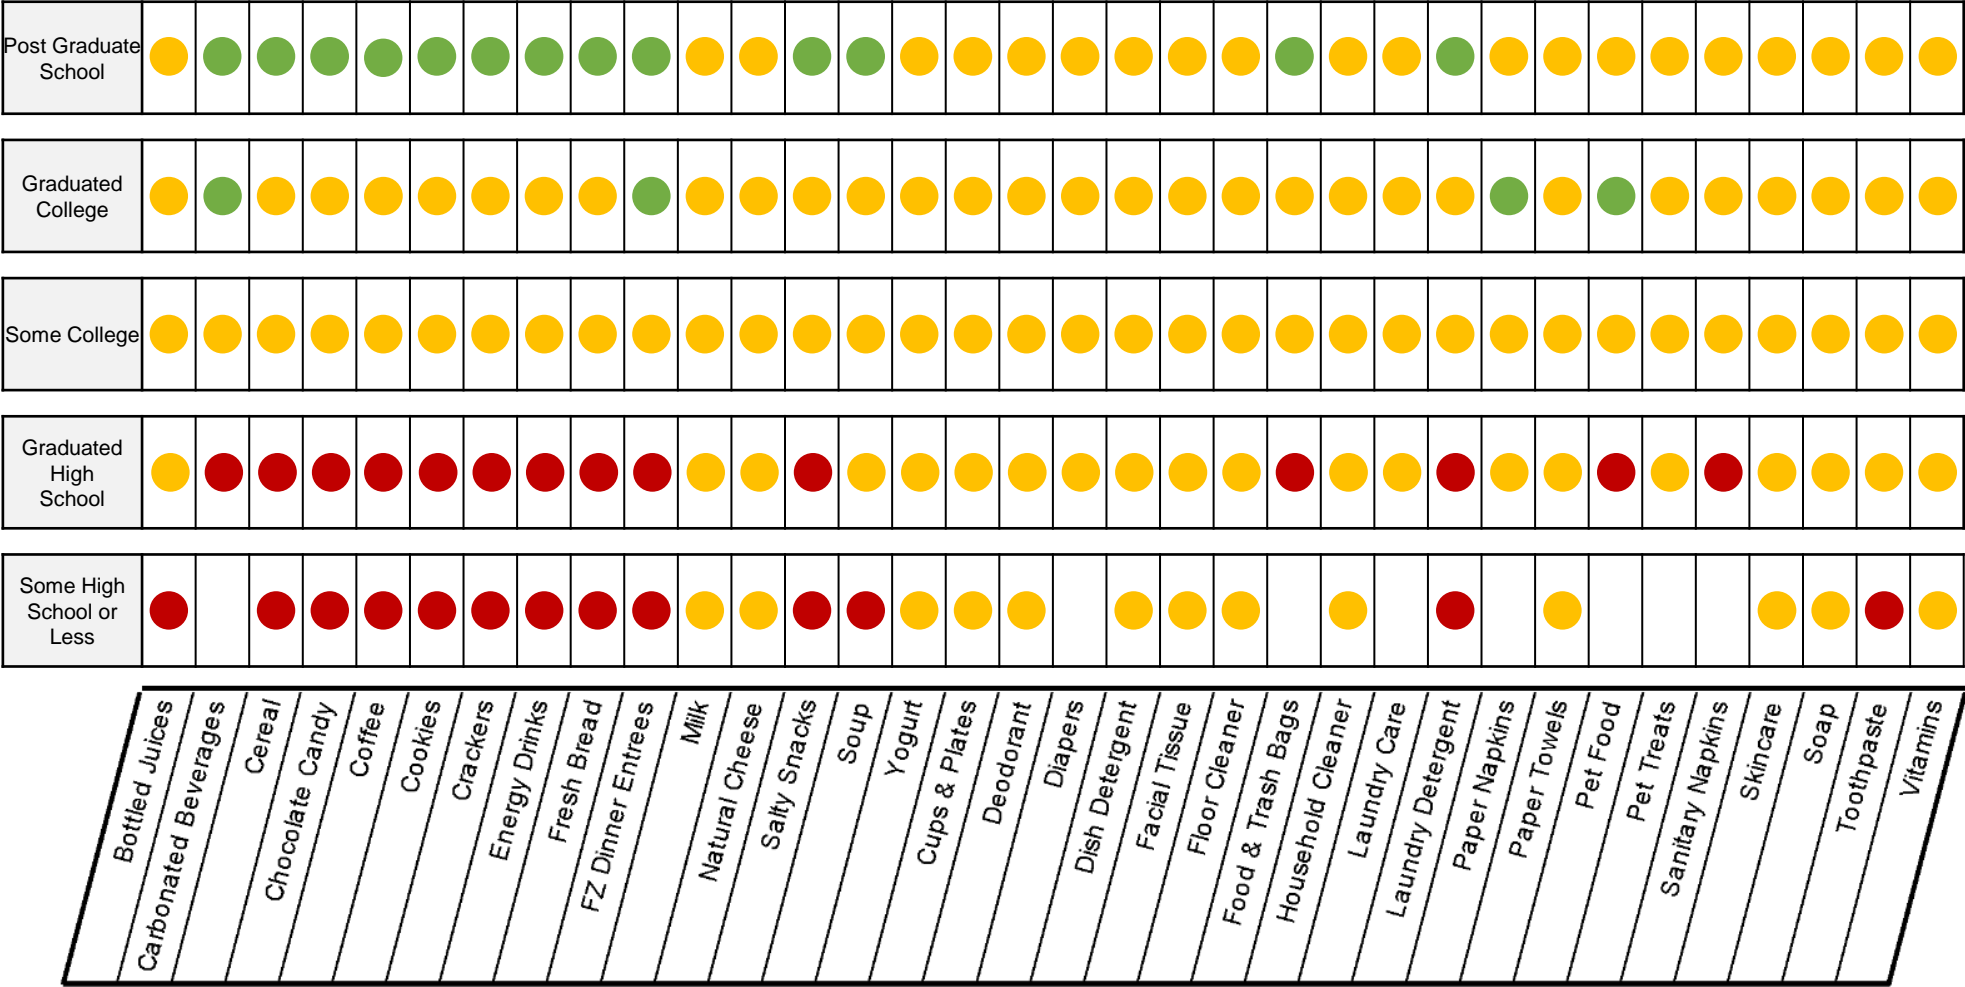 Post Graduate
School
Graduated
College
Some College
Graduated
High
School
Some High
School or
Less
Bottled Juices
Carbonated Beverages
Cereal
Chocolate Candy
Coffee
Cookies
Crackers
Energy Drinks
Fresh Bread
FZ Dinner Entrees
Milk
Natural Cheese
Salty Snacks
Soup
Yogurt
Cups & Plates
Deodorant
Diapers
Dish Detergent
Facial Tissue
Floor Cleaner
Food & Trash Bags
Household Cleaner
Laundry Care
Laundry Detergent
Paper Napkins
Paper Towels
Pet Food
Pet Treats
Sanitary Napkins
Skincare
Soap
Toothpaste
Vitamins